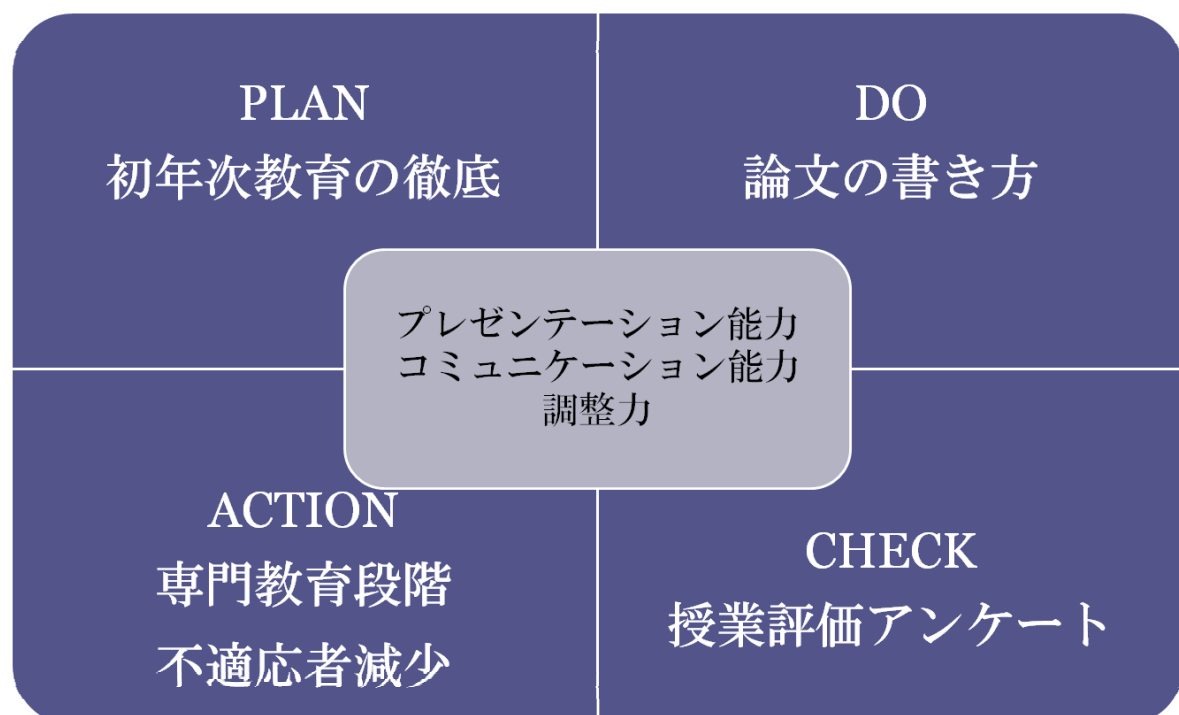 PLAN
初年次教育の徹底
DO
論文の書き方
プレゼンテーション能力
コミュニケーション能力
調整力
ACTION
専門教育段階
不適応者減少
CHECK
授業評価アンケート